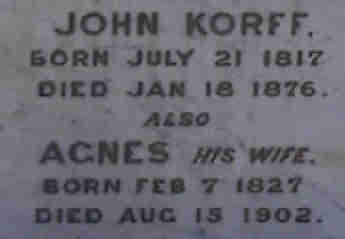 JOHN KORFF.
BORN JULY 21 1817
DIED JAN 18 1876.
ALSO
AGNES HIS WIFE.
BORN FEB 7 1827
DIED AUG 15 1902.